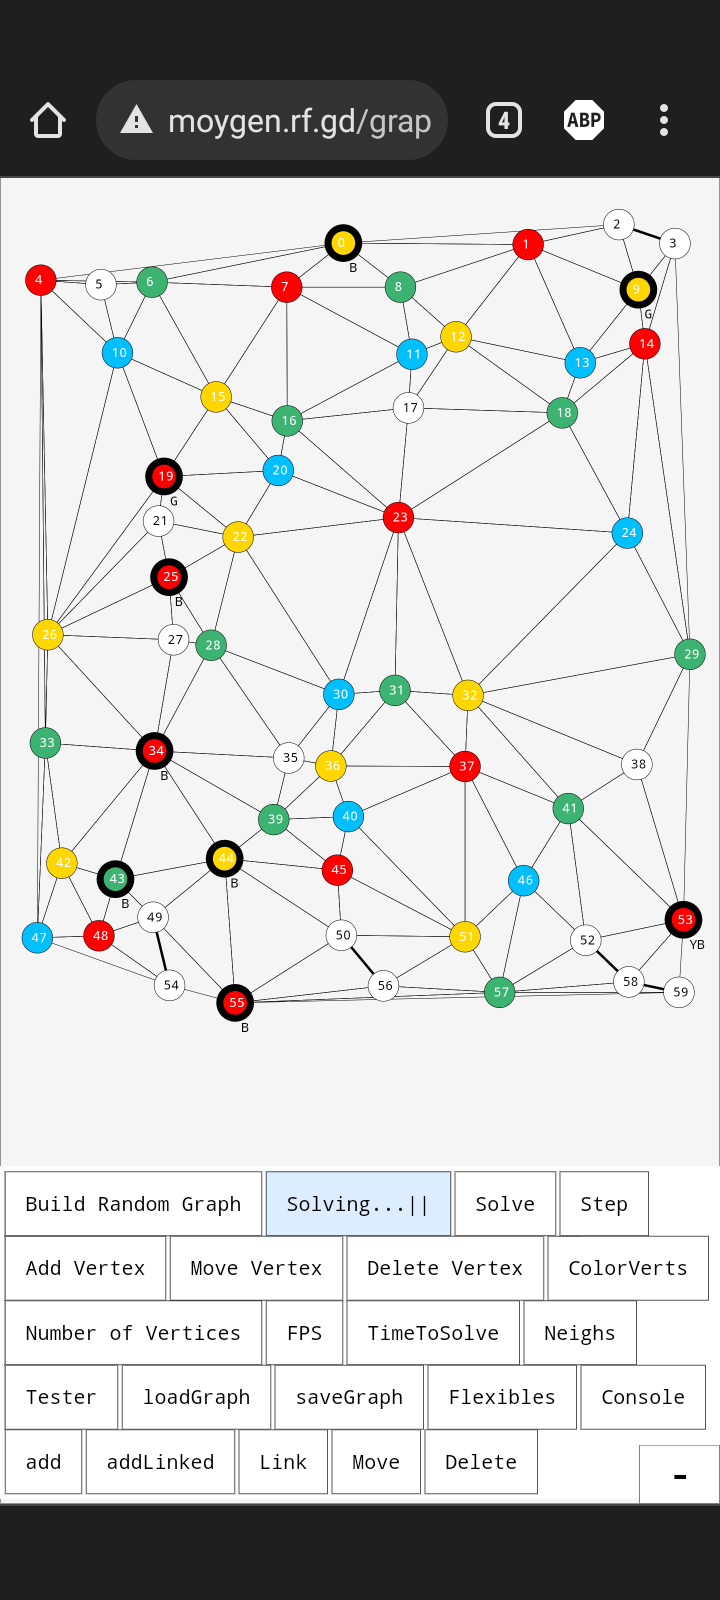 moygen.rf.gd/grap 4 ABP
2
0 1 3
B
4 5 6 7 8 9
G
12 14
10 11 13
15 17 18
16
19 20
G
21 23
22 24
25
B
26 27 28 29
30 31 32
33 34 35 36 37 38
B
39 40 41
42 43 44 45 46
B B
47 48 49 50 51 52 53
YB
54 55 56 57 58 59
B
Build Random Graph Solving...|| Solve Step
Add Vertex Move Vertex Delete Vertex ColorVerts
Number of Vertices FPS TimeToSolve Neighs
Tester loadGraph saveGraph Flexibles Console
add addLinked Link Move Delete -